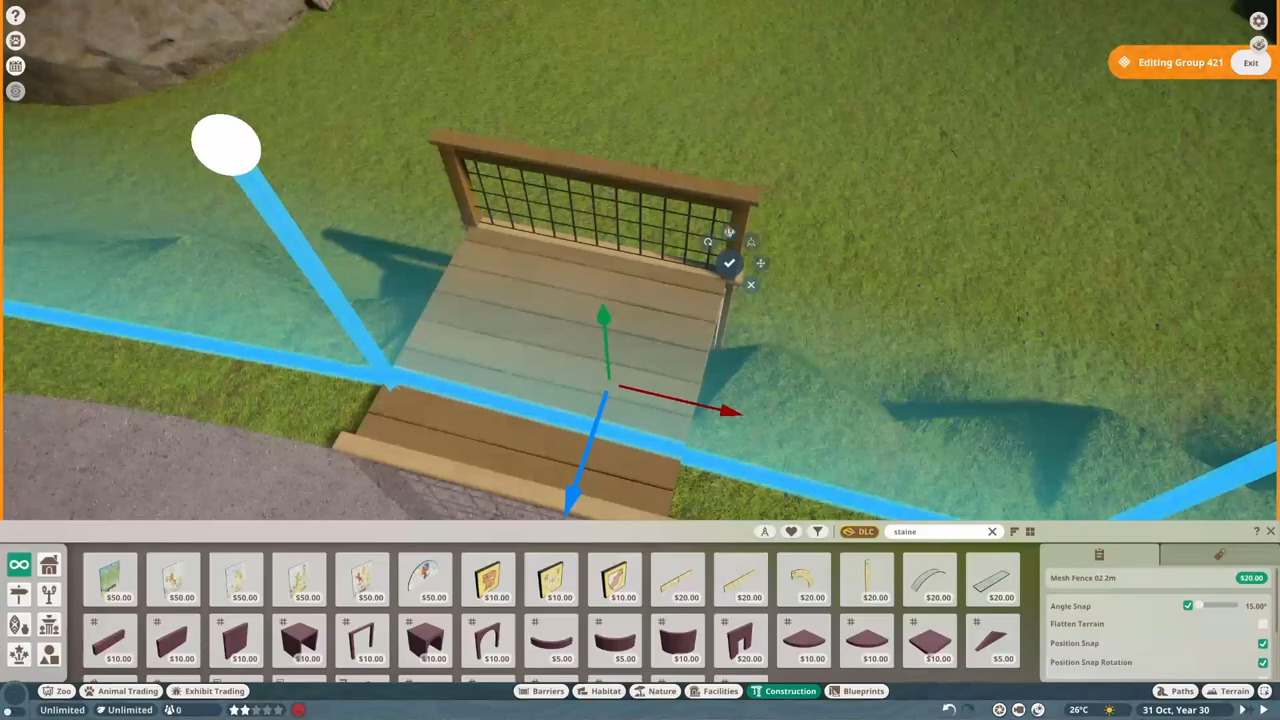 Editing Group 421
Exit
DLC
staine
$50.00 $50.00 $50.00 $50.00 $50.00 $50.00 $10.00 $10.00 $10.00 $20.00 $20.00 $20.00 $20.00 $20.00 $20.00
$10.00 $10.00 $10.00 $10.00 $10.00 $10.00 $10.00 $5.00 $5.00 $10.00 $20.00 $10.00 $10.00 $10.00 $5.00
Mesh Fence 02 2m $20.00
Angle Snap 15.00°
Flatten Terrain
Position Snap
Position Snap Rotation
Zoo Animal Trading Exhibit Trading Barriers Habitat Nature Facilities Construction Blueprints Paths Terrain
Unlimited Unlimited 0 26°C 31 Oct, Year 30